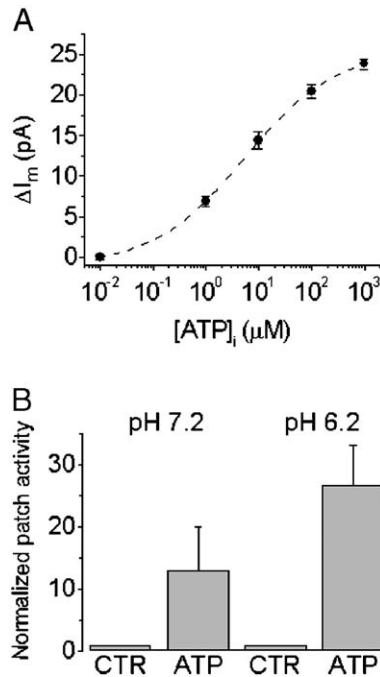 A
ΔIₘ (pA)
25
20
15
10
5
0
10⁻² 10⁻¹ 10⁰ 10¹ 10² 10³
[ATP]ᵢ (μM)
B
pH 7.2 pH 6.2
Normalized patch activity
30
20
10
0
CTR ATP CTR ATP